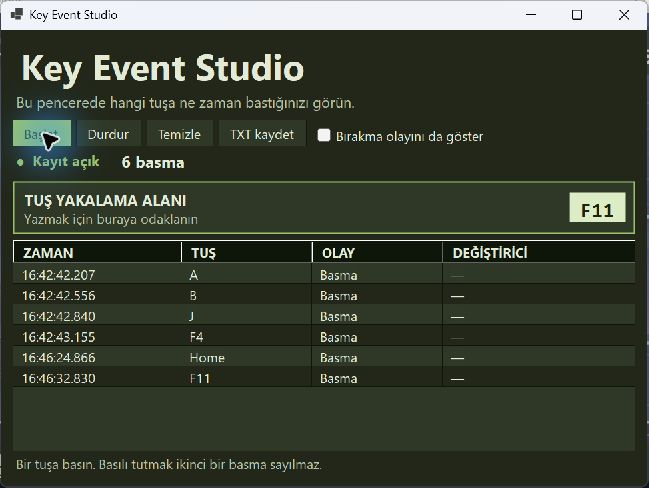 Key Event Studio
Key Event Studio
Bu pencerede hangi tuşa ne zaman bastığınızı görün.
Durdur Temizle TXT kaydet Bırakma olayını da göster
Kayıt açık 6 basma
TUŞ YAKALAMA ALANI
Yazmak için buraya odaklanın
F11
ZAMAN TUŞ OLAY DEĞİŞTİRİCİ
16:42:42.207 A Basma —
16:42:42.556 B Basma —
16:42:42.840 J Basma —
16:42:43.155 F4 Basma —
16:46:24.866 Home Basma —
16:46:32.830 F11 Basma —
Bir tuşa basın. Basılı tutmak ikinci bir basma sayılmaz.